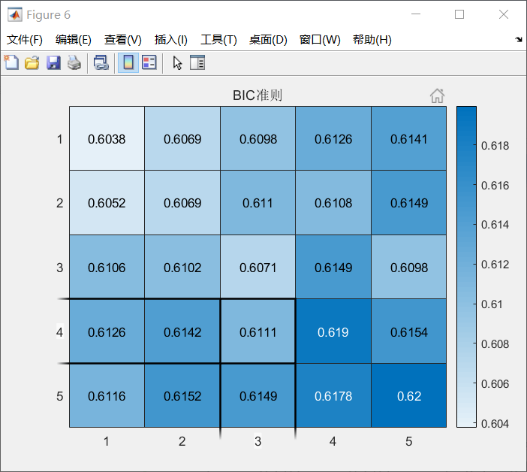 Figure 6
文件(F) 编辑(E) 查看(V) 插入(I) 工具(T) 桌面(D) 窗口(W) 帮助(H)
BIC准则
1 0.6038 0.6069 0.6098 0.6126 0.6141
2 0.6052 0.6069 0.611 0.6108 0.6149
3 0.6106 0.6102 0.6071 0.6149 0.6098
4 0.6126 0.6142 0.6111 0.619 0.6154
5 0.6116 0.6152 0.6149 0.6178 0.62
1 2 3 4 5
0.618
0.616
0.614
0.612
0.61
0.608
0.606
0.604